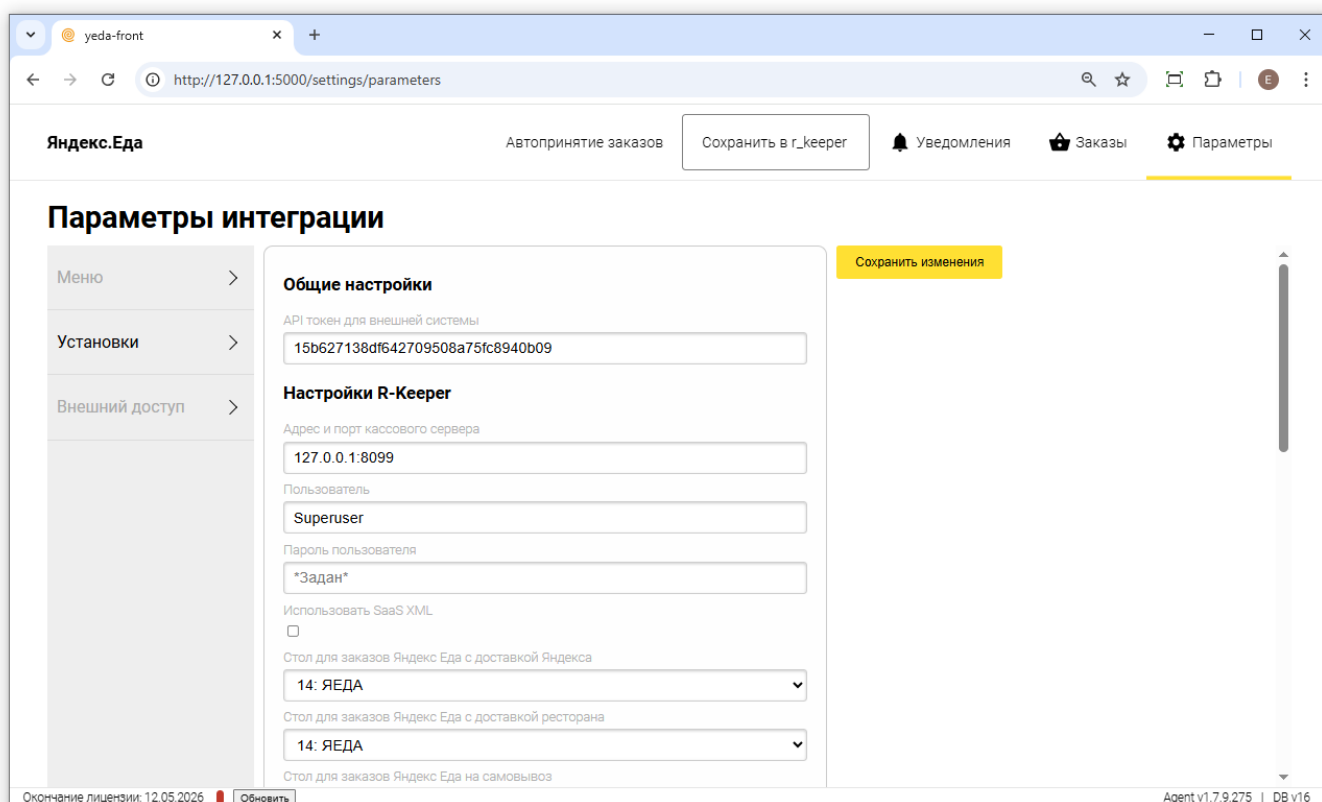 yeda-front
http://127.0.0.1:5000/settings/parameters
E
Яндекс.Еда
Автопринятие заказов
Сохранить в r_keeper
Уведомления
Заказы
Параметры
Параметры интеграции
Меню
Установки
Внешний доступ
Общие настройки
API токен для внешней системы
15b627138df642709508a75fc8940b09
Настройки R-Keeper
Адрес и порт кассового сервера
127.0.0.1:8099
Пользователь
Superuser
Пароль пользователя
*Задан*
Использовать SaaS XML
Стол для заказов Яндекс Еда с доставкой Яндекса
14: ЯЕДА
Стол для заказов Яндекс Еда с доставкой ресторана
14: ЯЕДА
Стол для заказов Яндекс Еда на самовывоз
Сохранить изменения
Окончание лицензии: 12.05.2026
Обновить
Agent v1.7.9.275 | DB v16